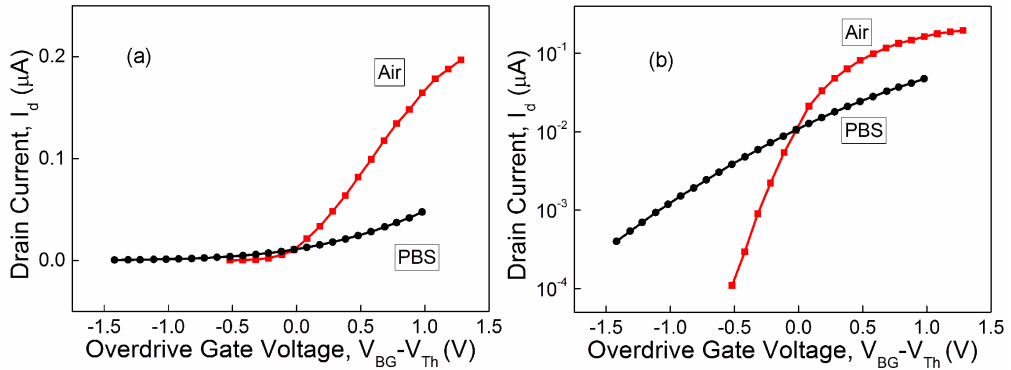 (a)
Air
PBS
0.2
0.1
0.0
-1.5 -1.0 -0.5 0.0 0.5 1.0 1.5
Drain Current, I_d (μA)
Overdrive Gate Voltage, V_BG-V_Th (V)
(b)
Air
PBS
10^-1
10^-2
10^-3
10^-4
-1.5 -1.0 -0.5 0.0 0.5 1.0 1.5
Drain Current, I_d (μA)
Overdrive Gate Voltage, V_BG-V_Th (V)